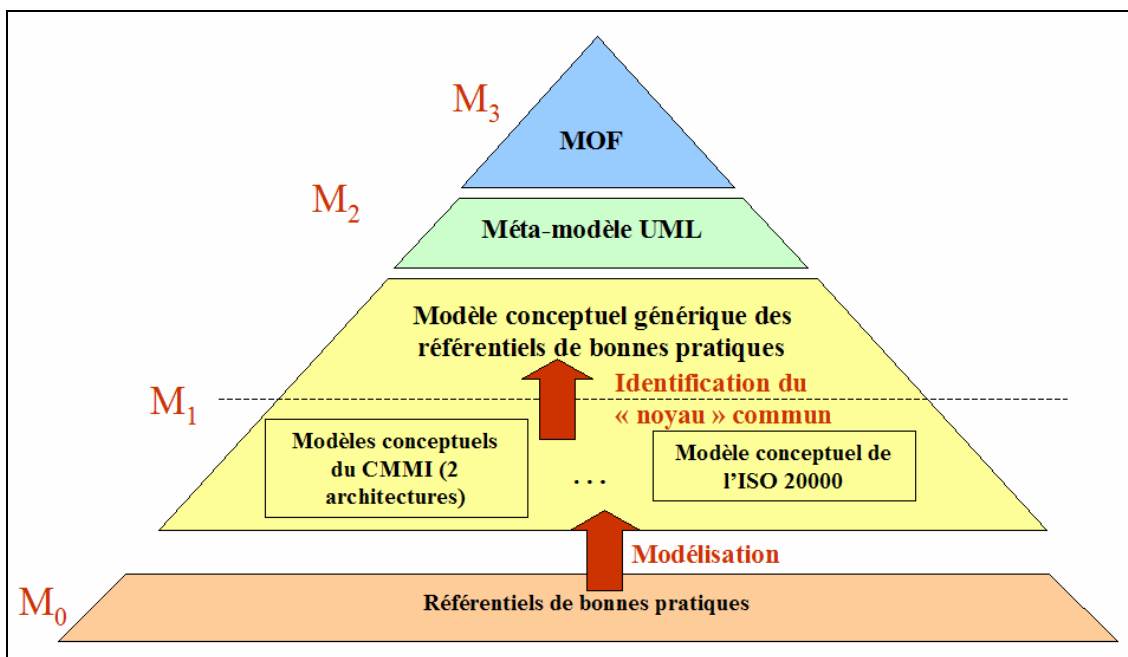 M3
MOF
M2
Méta-modèle UML
Modèle conceptuel générique des
référentiels de bonnes pratiques
Identification du
« noyau » commun
M1
Modèles conceptuels
du CMMI (2
architectures)
...
Modèle conceptuel de
l'ISO 20000
Modélisation
M0
Référentiels de bonnes pratiques